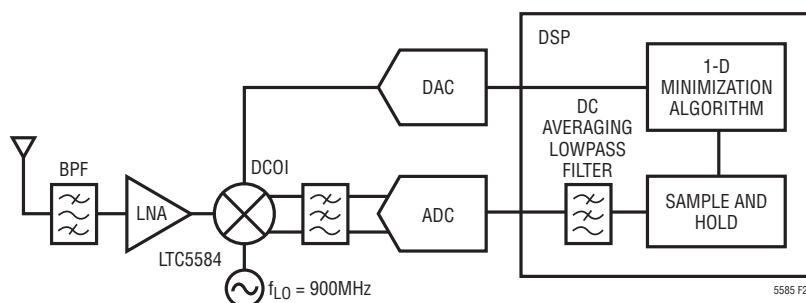 DSP
1-D
MINIMIZATION
ALGORITHM
DAC
DC
AVERAGING
LOWPASS
FILTER
BPF
DCOI
LNA
ADC
SAMPLE AND
HOLD
LTC5584
fLO = 900MHz
5585 F2